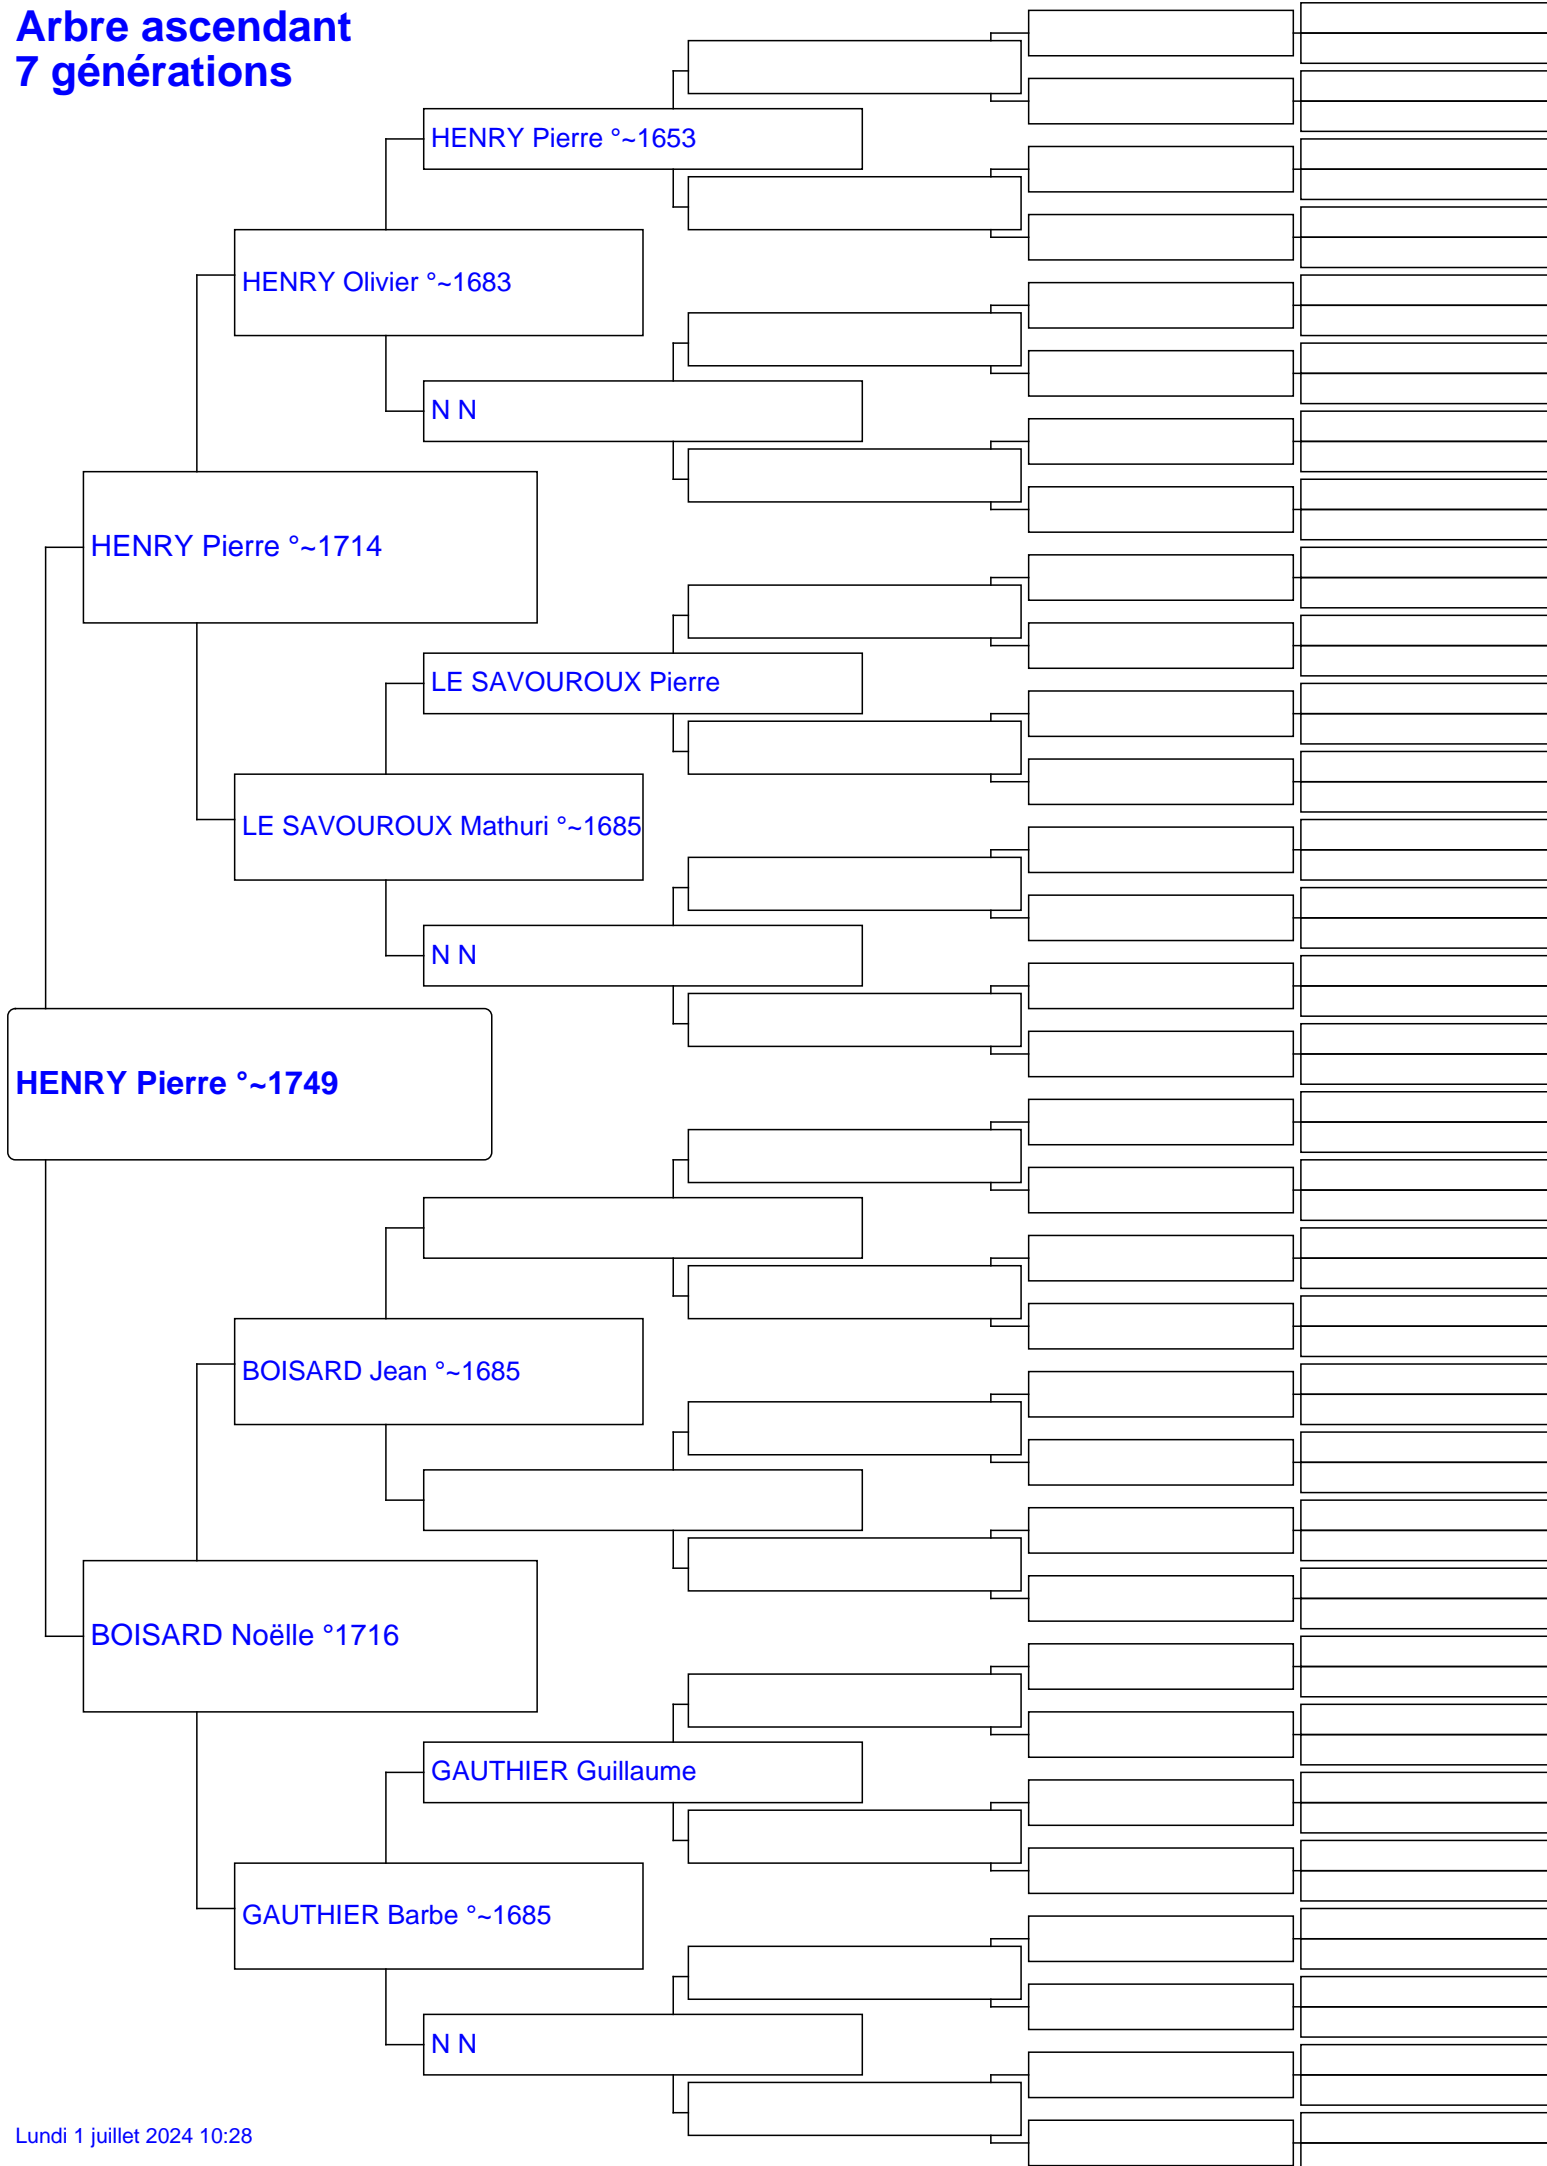 Arbre ascendant
7 générations
HENRY Pierre °~1653
HENRY Olivier °~1683
N N
HENRY Pierre °~1714
LE SAVOUROUX Pierre
LE SAVOUROUX Mathuri °~1685
N N
HENRY Pierre °~1749
BOISARD Jean °~1685
BOISARD Noëlle °1716
GAUTHIER Guillaume
GAUTHIER Barbe °~1685
N N
Lundi 1 juillet 2024 10:28